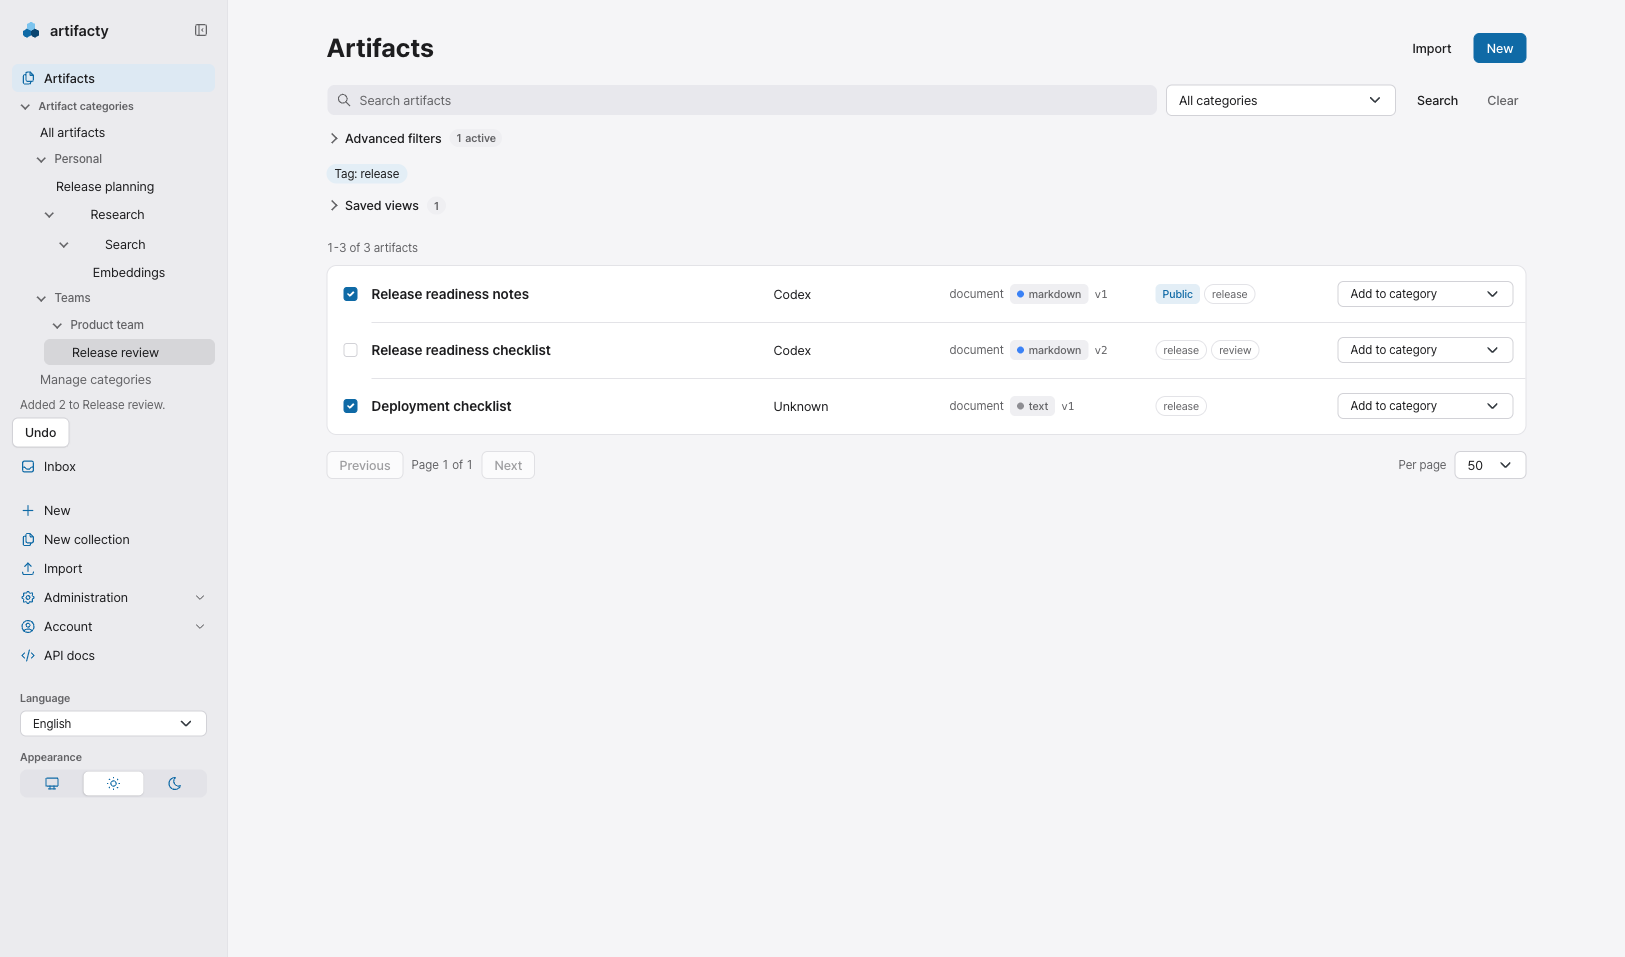 artifacty
Artifacts
Artifact categories
All artifacts
Personal
Release planning
Research
Search
Embeddings
Teams
Product team
Release review
Manage categories
Added 2 to Release review.
Undo
Inbox
New
New collection
Import
Administration
Account
API docs
Language
English
Appearance
Artifacts
Import New
Search artifacts All categories Search Clear
Advanced filters 1 active
Tag: release
Saved views 1
1-3 of 3 artifacts
Release readiness notes Codex document markdown v1 Public release Add to category
Release readiness checklist Codex document markdown v2 release review Add to category
Deployment checklist Unknown document text v1 release Add to category
Previous Page 1 of 1 Next Per page 50